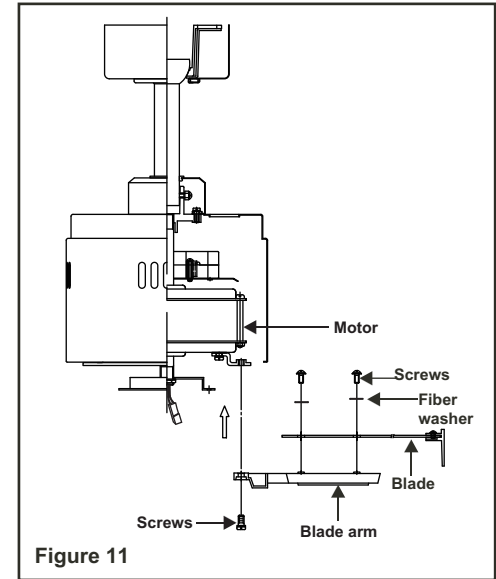 Motor
Screws
Fiber
washer
Blade
Screws
Blade arm
Figure 11